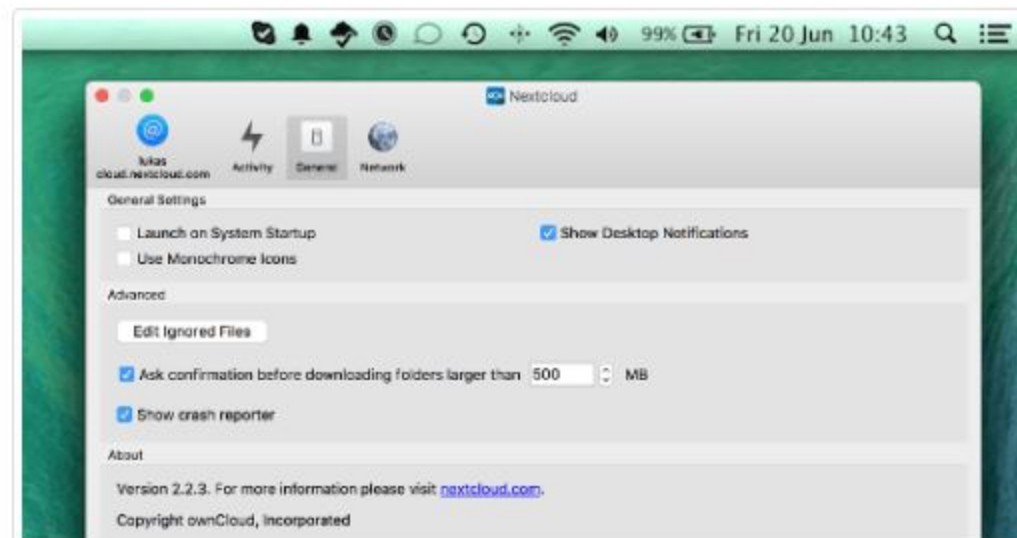 99% Fri 20 Jun 10:43
Nextcloud
lukas
cloud.nextcloud.com
Activity
General
Network
General Settings
Launch on System Startup
Show Desktop Notifications
Use Monochrome Icons
Advanced
Edit Ignored Files
Ask confirmation before downloading folders larger than 500 MB
Show crash reporter
About
Version 2.2.3. For more information please visit nextcloud.com.
Copyright ownCloud, Incorporated